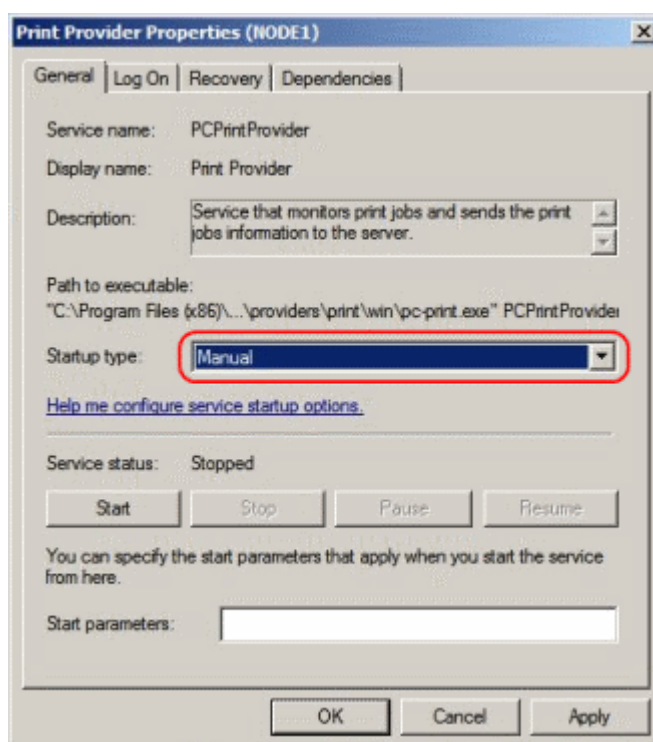 Print Provider Properties (NODE1)
General Log On Recovery Dependencies
Service name: PCPrintProvider
Display name: Print Provider
Description: Service that monitors print jobs and sends the print
jobs information to the server.
Path to executable:
"C:\Program Files (x86)\...\providers\print\win\pc-print.exe" PCPrintProvider
Startup type: Manual
Help me configure service startup options.
Service status: Stopped
Start Stop Pause Resume
You can specify the start parameters that apply when you start the service
from here.
Start parameters:
OK Cancel Apply